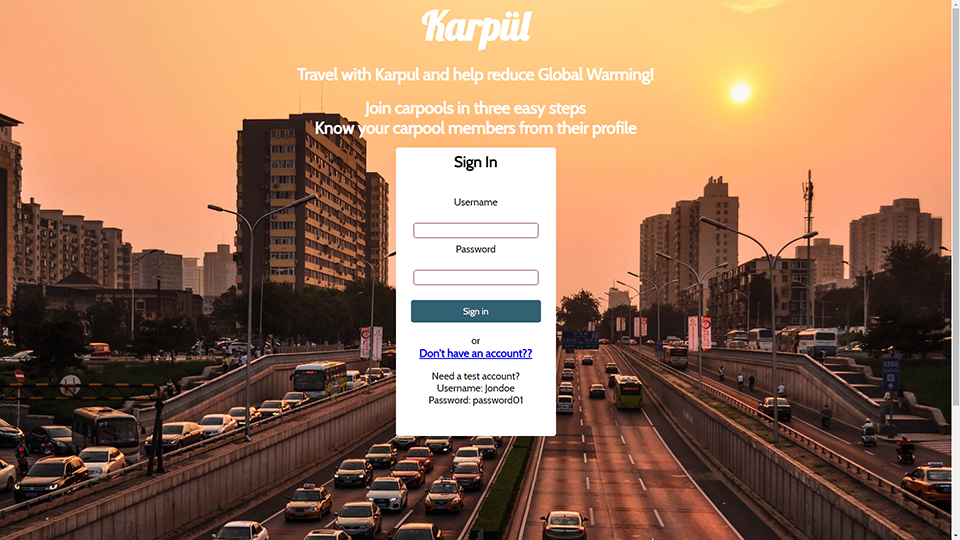 Karpül
Travel with Karpul and help reduce Global Warming!
Join carpools in three easy steps
Know your carpool members from their profile
Sign In
Username
Password
Sign in
or
Don't have an account??
Need a test account?
Username: Jondoe
Password: password01